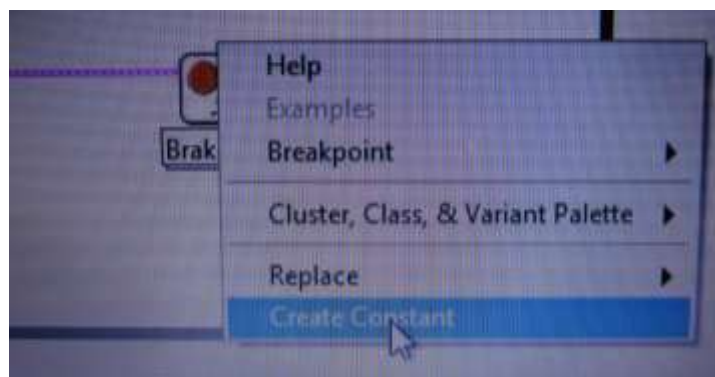 Help
Examples
Breakpoint
Brak
Cluster, Class, & Variant Palette
Replace
Create Constant